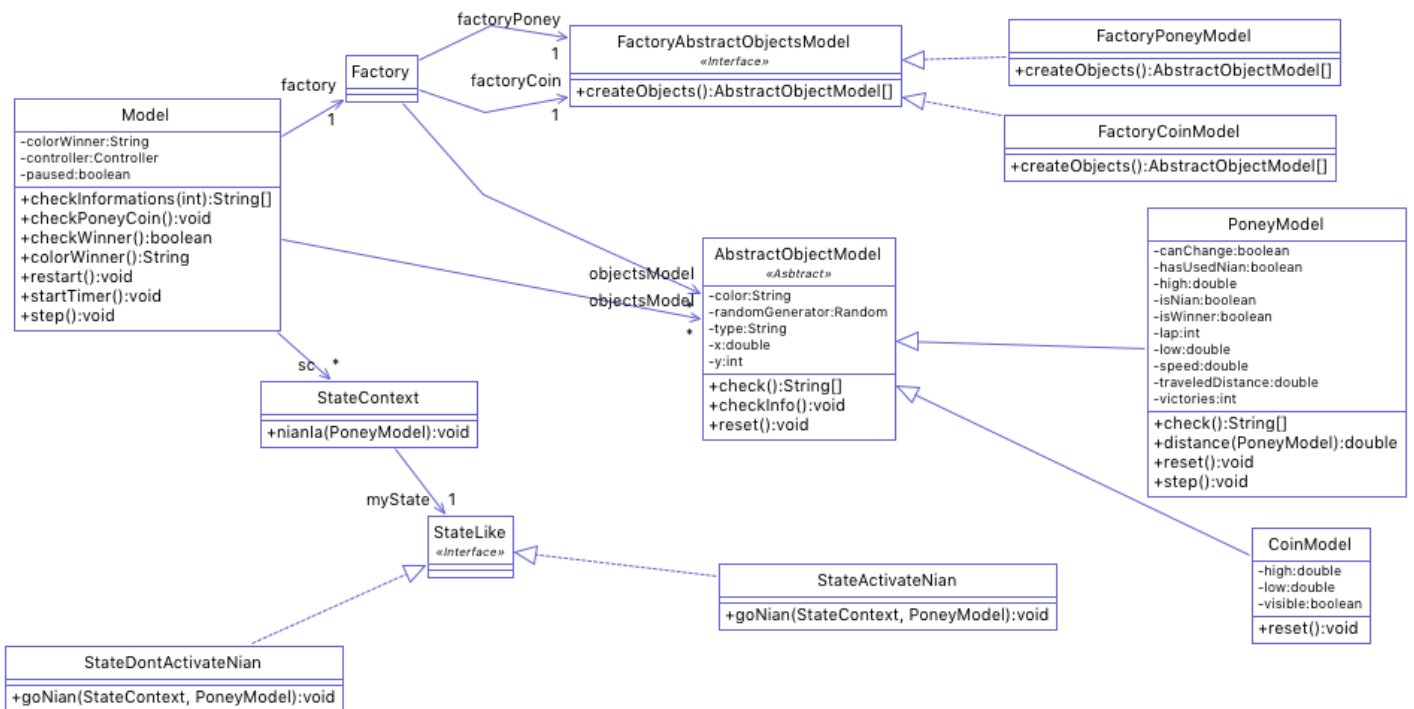 factoryPoney
1
factoryCoin
1
factory
1
Factory
FactoryAbstractObjectsModel
«Interface»
+createObjects():AbstractObjectModel[]
FactoryPoneyModel
+createObjects():AbstractObjectModel[]
FactoryCoinModel
+createObjects():AbstractObjectModel[]
Model
-colorWinner:String
-controller:Controller
-paused:boolean
+checkInformations(int):String[]
+checkPoneyCoin():void
+checkWinner():boolean
+colorWinner():String
+restart():void
+startTimer():void
+step():void
objectsModel
*
objectsModel
*
AbstractObjectModel
«Asbtract»
-color:String
-randomGenerator:Random
-type:String
-x:double
-y:int
+check():String[]
+checkInfo():void
+reset():void
PoneyModel
-canChange:boolean
-hasUsedNian:boolean
-high:double
-isNian:boolean
-isWinner:boolean
-lap:int
-low:double
-speed:double
-traveledDistance:double
-victories:int
+check():String[]
+distance(PoneyModel):double
+reset():void
+step():void
sc *
StateContext
+nianla(PoneyModel):void
myState 1
StateLike
«Interface»
StateActivateNian
+goNian(StateContext, PoneyModel):void
CoinModel
-high:double
-low:double
-visible:boolean
+reset():void
StateDontActivateNian
+goNian(StateContext, PoneyModel):void